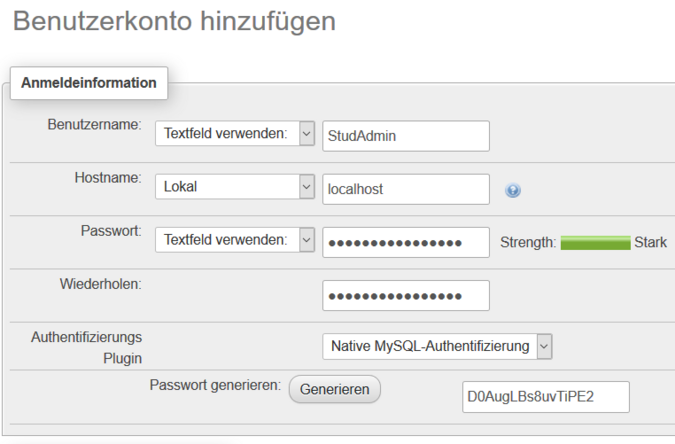 Benutzerkonto hinzufügen
Anmeldeinformation
Benutzername: Textfeld verwenden: StudAdmin
Hostname: Lokal localhost
Passwort: Textfeld verwenden: •••••••••••••••• Strength: Stark
Wiederholen: ••••••••••••••••
Authentifizierungs
Plugin
Native MySQL-Authentifizierung
Passwort generieren: Generieren D0AugLBs8uvTiPE2